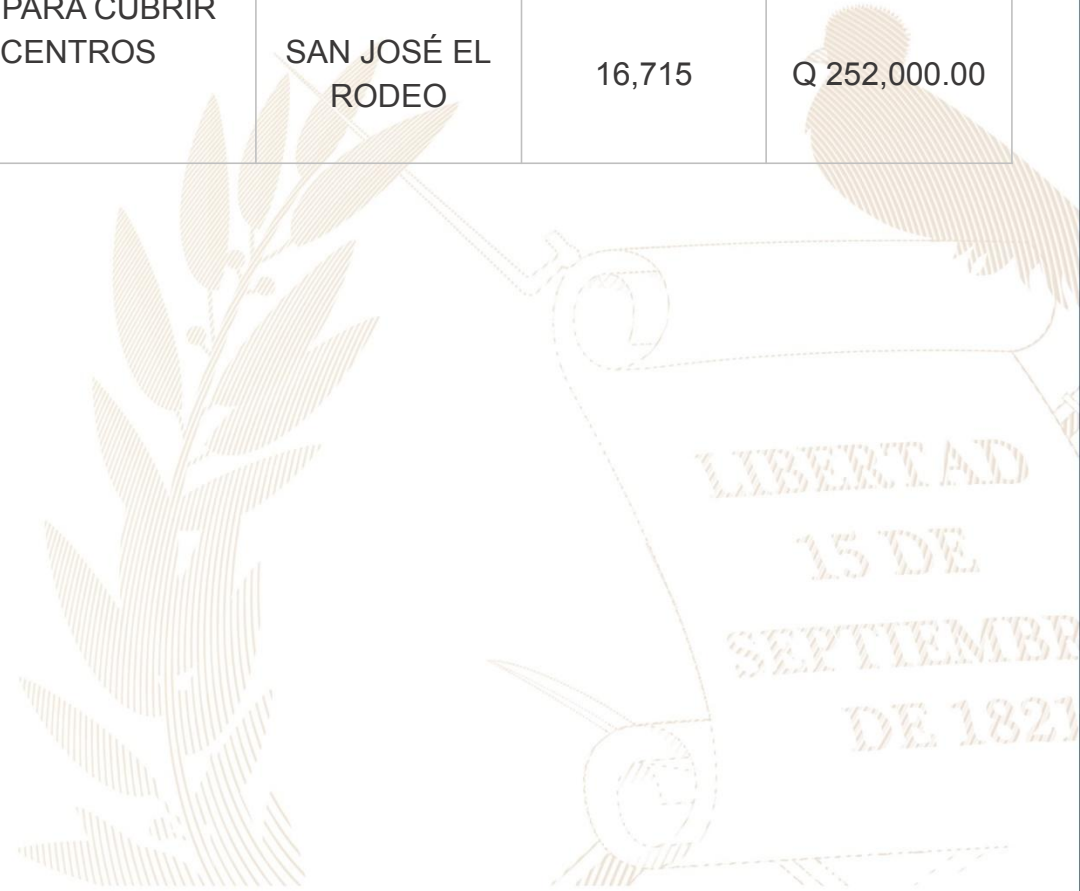 PARA CUBRIR
CENTROS
SAN JOSÉ EL
RODEO
16,715
Q 252,000.00
LIBERTAD
15 DE
SEPTIEMBRE
DE 1821